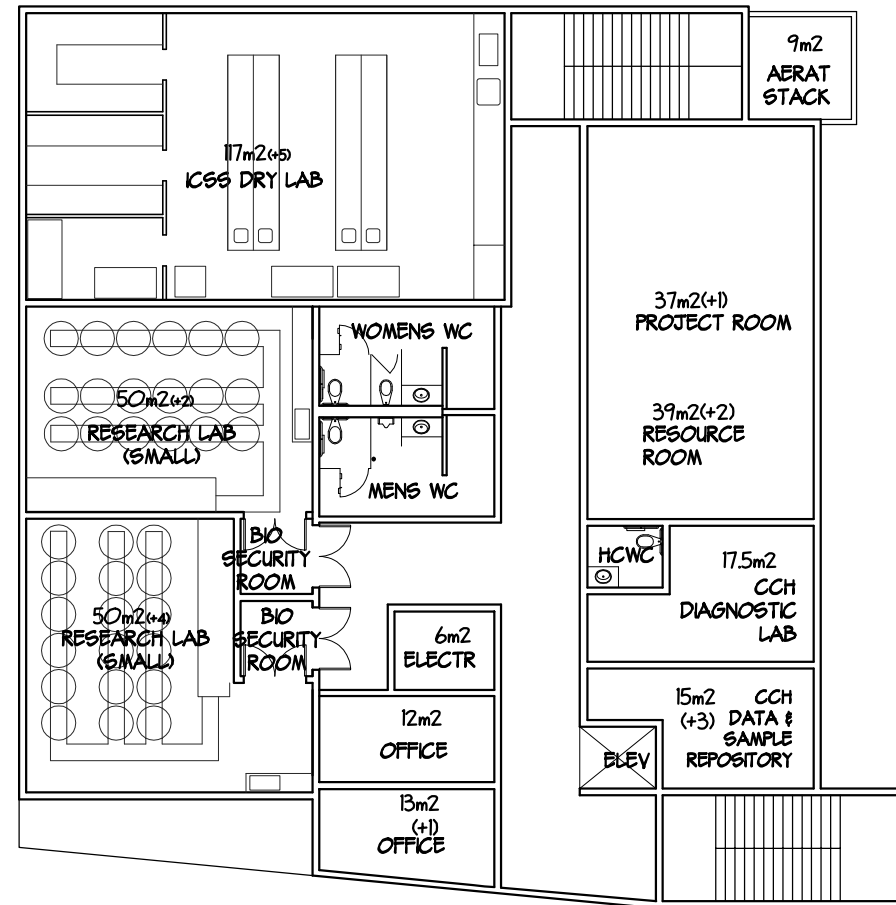 9m2
AERAT
STACK
117m2(+5)
ICSS DRY LAB
37m2(+1)
PROJECT ROOM
39m2(+2)
RESOURCE
ROOM
WOMENS WC
50m2(+2)
RESEARCH LAB
(SMALL)
MENS WC
BIO
SECURITY
ROOM
HCWC
17.5m2
CCH
DIAGNOSTIC
LAB
50m2(+4)
RESEARCH LAB
(SMALL)
BIO
SECURITY
ROOM
6m2
ELECTR
12m2
OFFICE
15m2 CCH
(+3) DATA &
SAMPLE
REPOSITORY
ELEV
13m2
(+1)
OFFICE